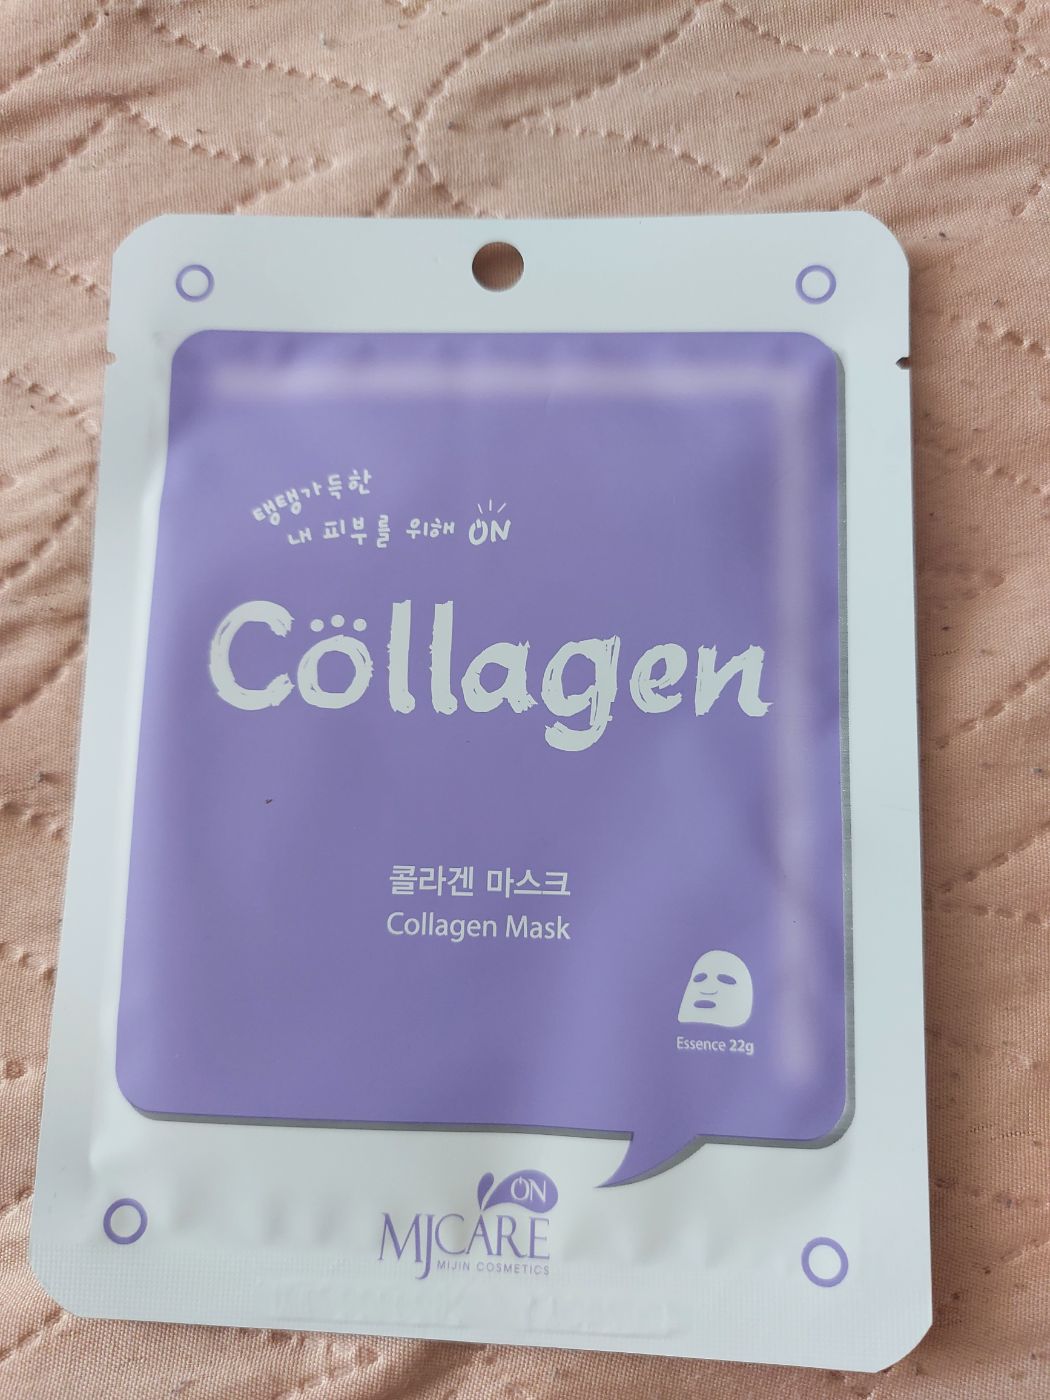 탱탱가득한
내 피부를 위해 ON
Collagen
콜라겐 마스크
Collagen Mask
Essence 22g
ON
MJCARE
MIJIN COSMETICS